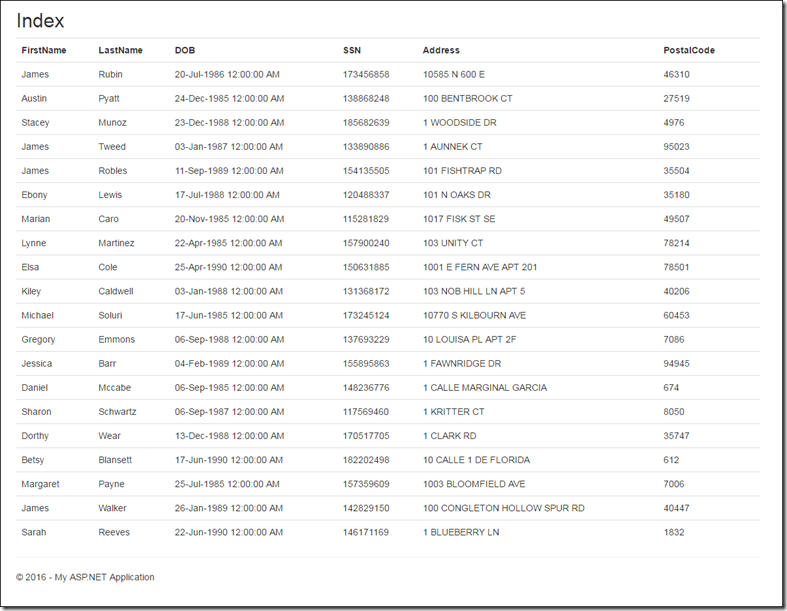 Index
FirstName LastName DOB SSN Address PostalCode
James Rubin 20-Jul-1986 12:00:00 AM 173456858 10585 N 600 E 46310
Austin Pyatt 24-Dec-1985 12:00:00 AM 138868248 100 BENTBROOK CT 27519
Stacey Munoz 23-Dec-1988 12:00:00 AM 185682639 1 WOODSIDE DR 4976
James Tweed 03-Jan-1987 12:00:00 AM 133890886 1 AUNNEK CT 95023
James Robles 11-Sep-1989 12:00:00 AM 154135505 101 FISHTRAP RD 35504
Ebony Lewis 17-Jul-1988 12:00:00 AM 120488337 101 N OAKS DR 35180
Marian Caro 20-Nov-1985 12:00:00 AM 115281829 1017 FISK ST SE 49507
Lynne Martinez 22-Apr-1985 12:00:00 AM 157900240 103 UNITY CT 78214
Elsa Cole 25-Apr-1990 12:00:00 AM 150631885 1001 E FERN AVE APT 201 78501
Kiley Caldwell 03-Jan-1988 12:00:00 AM 131368172 103 NOB HILL LN APT 5 40206
Michael Soluri 17-Jun-1985 12:00:00 AM 173245124 10770 S KILBOURN AVE 60453
Gregory Emmons 06-Sep-1988 12:00:00 AM 137693229 10 LOUISA PL APT 2F 7086
Jessica Barr 04-Feb-1989 12:00:00 AM 155895863 1 FAWNRIDGE DR 94945
Daniel Mccabe 06-Sep-1985 12:00:00 AM 148236776 1 CALLE MARGINAL GARCIA 674
Sharon Schwartz 06-Sep-1987 12:00:00 AM 117569460 1 KRITTER CT 8050
Dorthy Wear 13-Dec-1988 12:00:00 AM 170517705 1 CLARK RD 35747
Betsy Blansett 17-Jun-1990 12:00:00 AM 182202498 10 CALLE 1 DE FLORIDA 612
Margaret Payne 25-Jul-1985 12:00:00 AM 157359609 1003 BLOOMFIELD AVE 7006
James Walker 26-Jan-1989 12:00:00 AM 142829150 100 CONGLETON HOLLOW SPUR RD 40447
Sarah Reeves 22-Jun-1990 12:00:00 AM 146171169 1 BLUEBERRY LN 1832
© 2016 - My ASP.NET Application